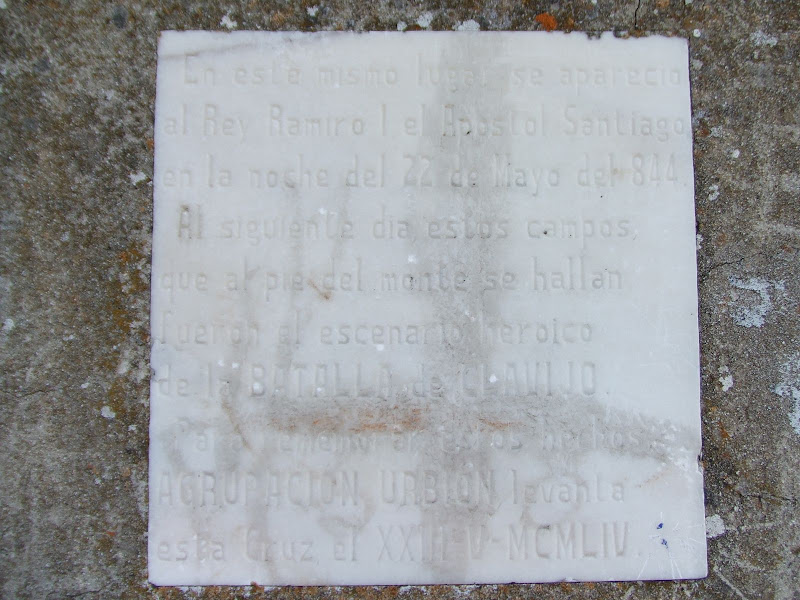 En este mismo lugar se apareció
al Rey Ramiro I el Apostol Santiago,
en la noche del 22 de Mayo del 844.
Al siguiente día estos campos,
que al pie del monte se hallan
fueron el escenario heroico
de la BATALLA de CLAVIJO.
Para rememorar estos hechos,
AGRUPACION URBION levanta
esta Cruz el XXIII-V-MCMLIV.